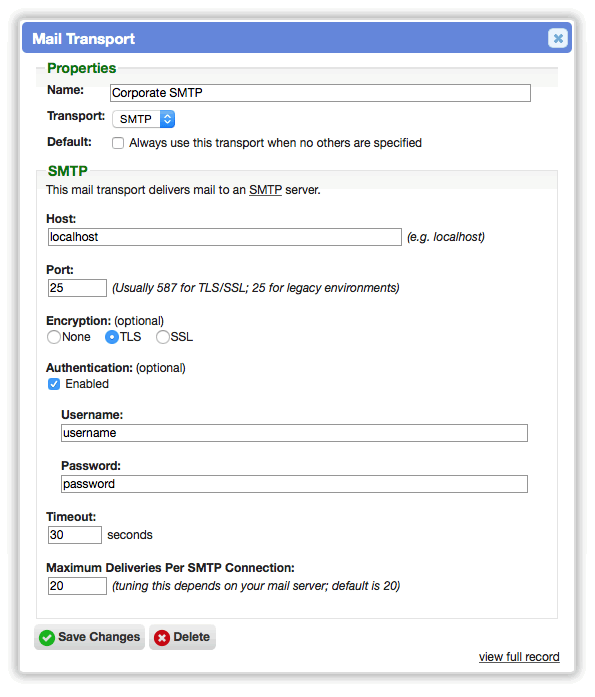 Mail Transport
Properties
Name: Corporate SMTP
Transport: SMTP
Default: Always use this transport when no others are specified
SMTP
This mail transport delivers mail to an SMTP server.
Host:
localhost (e.g. localhost)
Port:
25 (Usually 587 for TLS/SSL; 25 for legacy environments)
Encryption: (optional)
None TLS SSL
Authentication: (optional)
Enabled
Username:
username
Password:
password
Timeout:
30 seconds
Maximum Deliveries Per SMTP Connection:
20 (tuning this depends on your mail server; default is 20)
Save Changes Delete
view full record